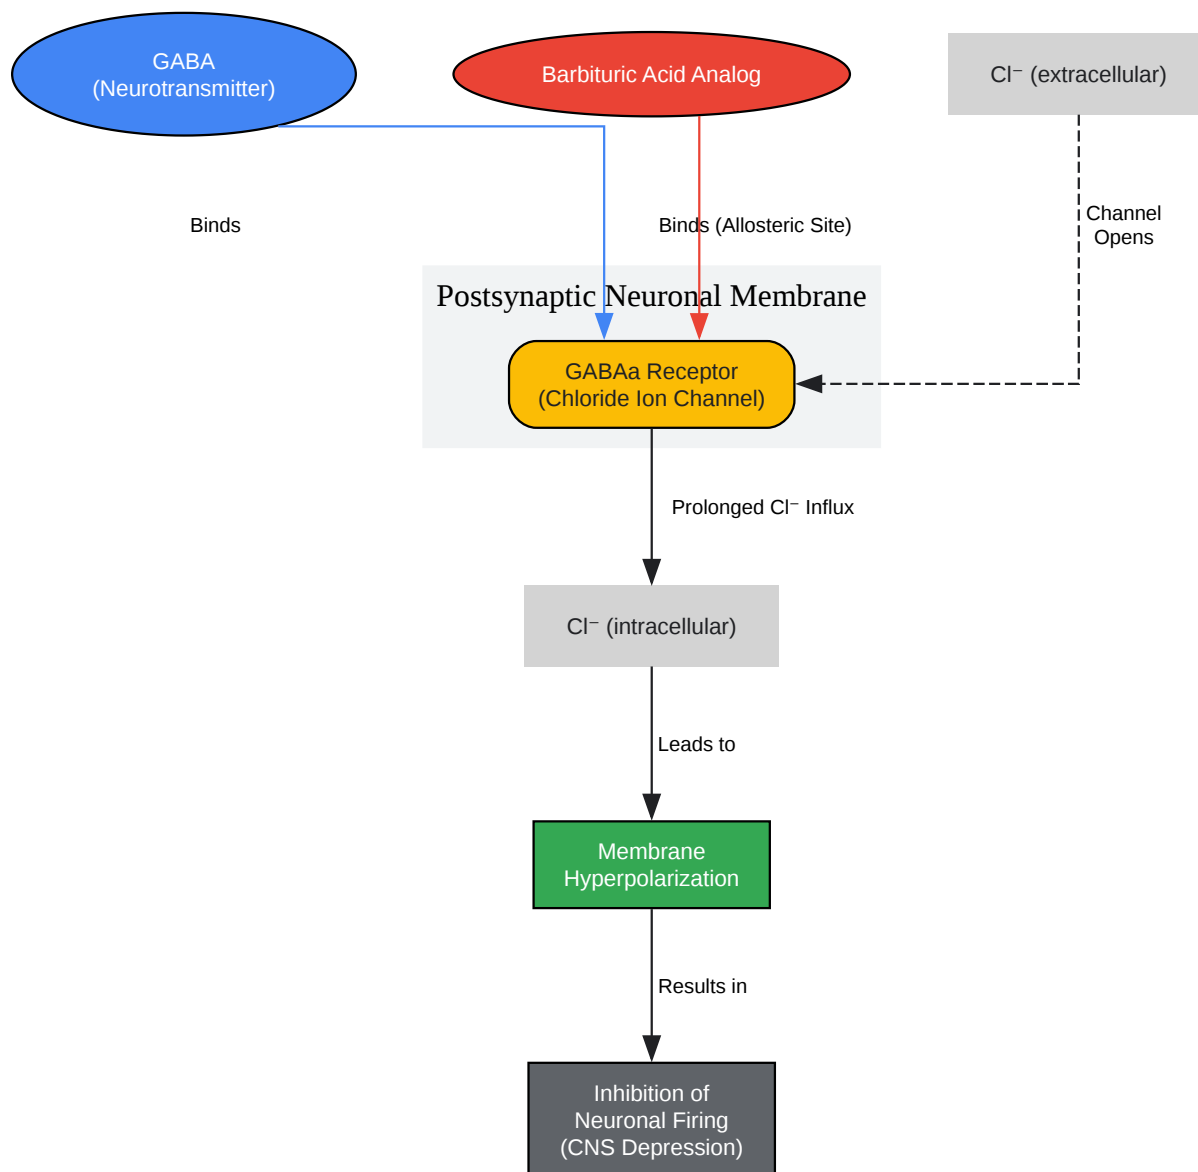 GABA
(Neurotransmitter)
Barbituric Acid Analog
Cl⁻ (extracellular)
Binds
Binds (Allosteric Site)
Channel
Opens
Postsynaptic Neuronal Membrane
GABAa Receptor
(Chloride Ion Channel)
Prolonged Cl⁻ Influx
Cl⁻ (intracellular)
Leads to
Membrane
Hyperpolarization
Results in
Inhibition of
Neuronal Firing
(CNS Depression)